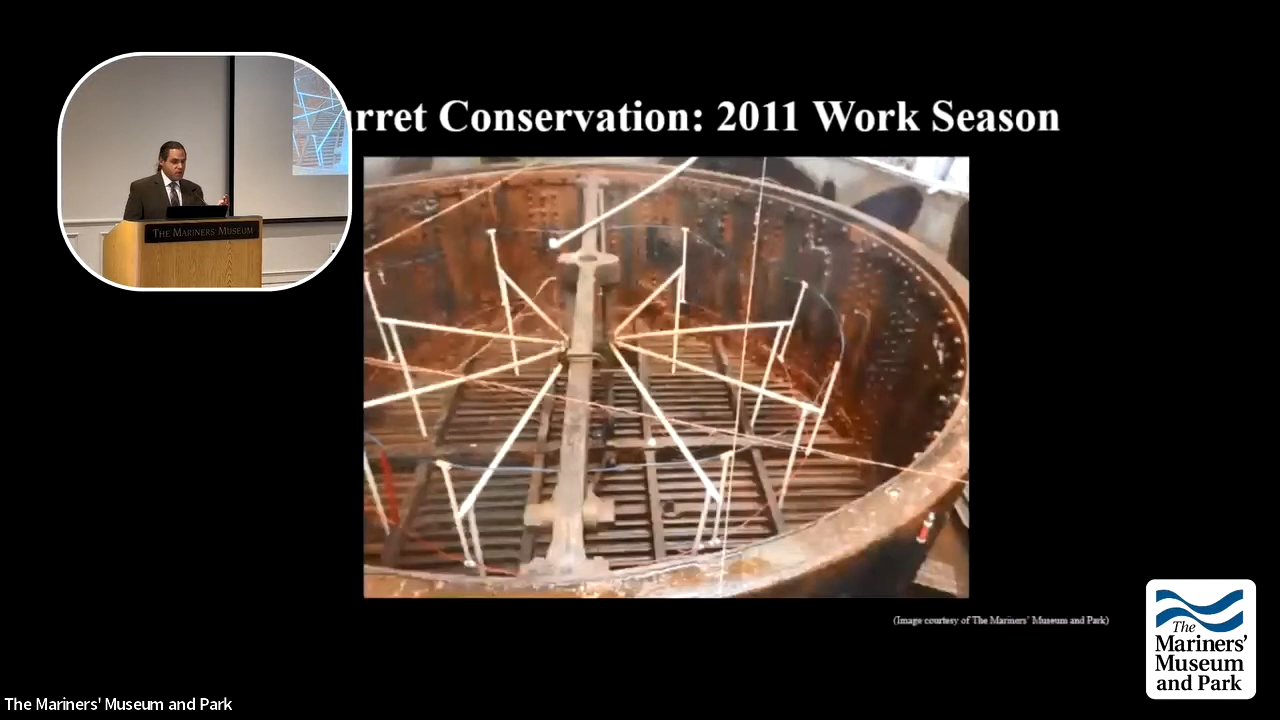 urret Conservation: 2011 Work Season
THE MARINERS' MUSEUM
(Image courtesy of The Mariners' Museum and Park)
The
Mariners'
Museum
and Park
The Mariners' Museum and Park